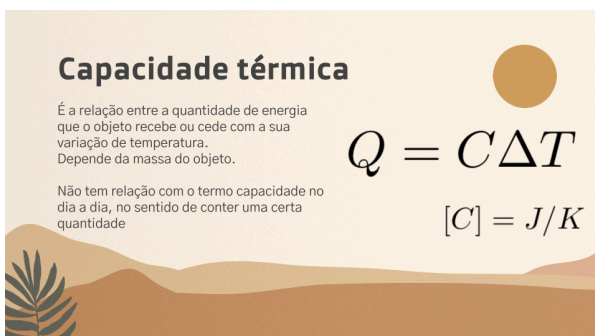 Capacidade térmica
É a relação entre a quantidade de energia
que o objeto recebe ou cede com a sua
variação de temperatura.
Depende da massa do objeto.
Não tem relação com o termo capacidade no
dia a dia, no sentido de conter uma certa
quantidade
Q = CΔT
[C] = J/K